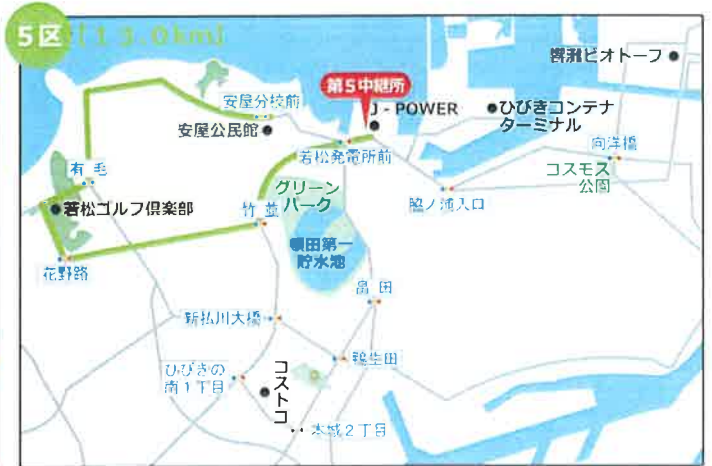 5区 [13.0km]
響灘ビオトープ
第5中継所
安屋分校前
J-POWER
ひびきコンテナ
ターミナル
安屋公民館
向洋橋
若松発電所前
有毛
コスモス
公園
グリーン
パーク
若松ゴルフ倶楽部
竹並
脇ノ浦入口
頓田第一
貯水池
花野路
畠田
新払川大橋
鴨生田
ひびきの
南1丁目
コストコ
本城2丁目